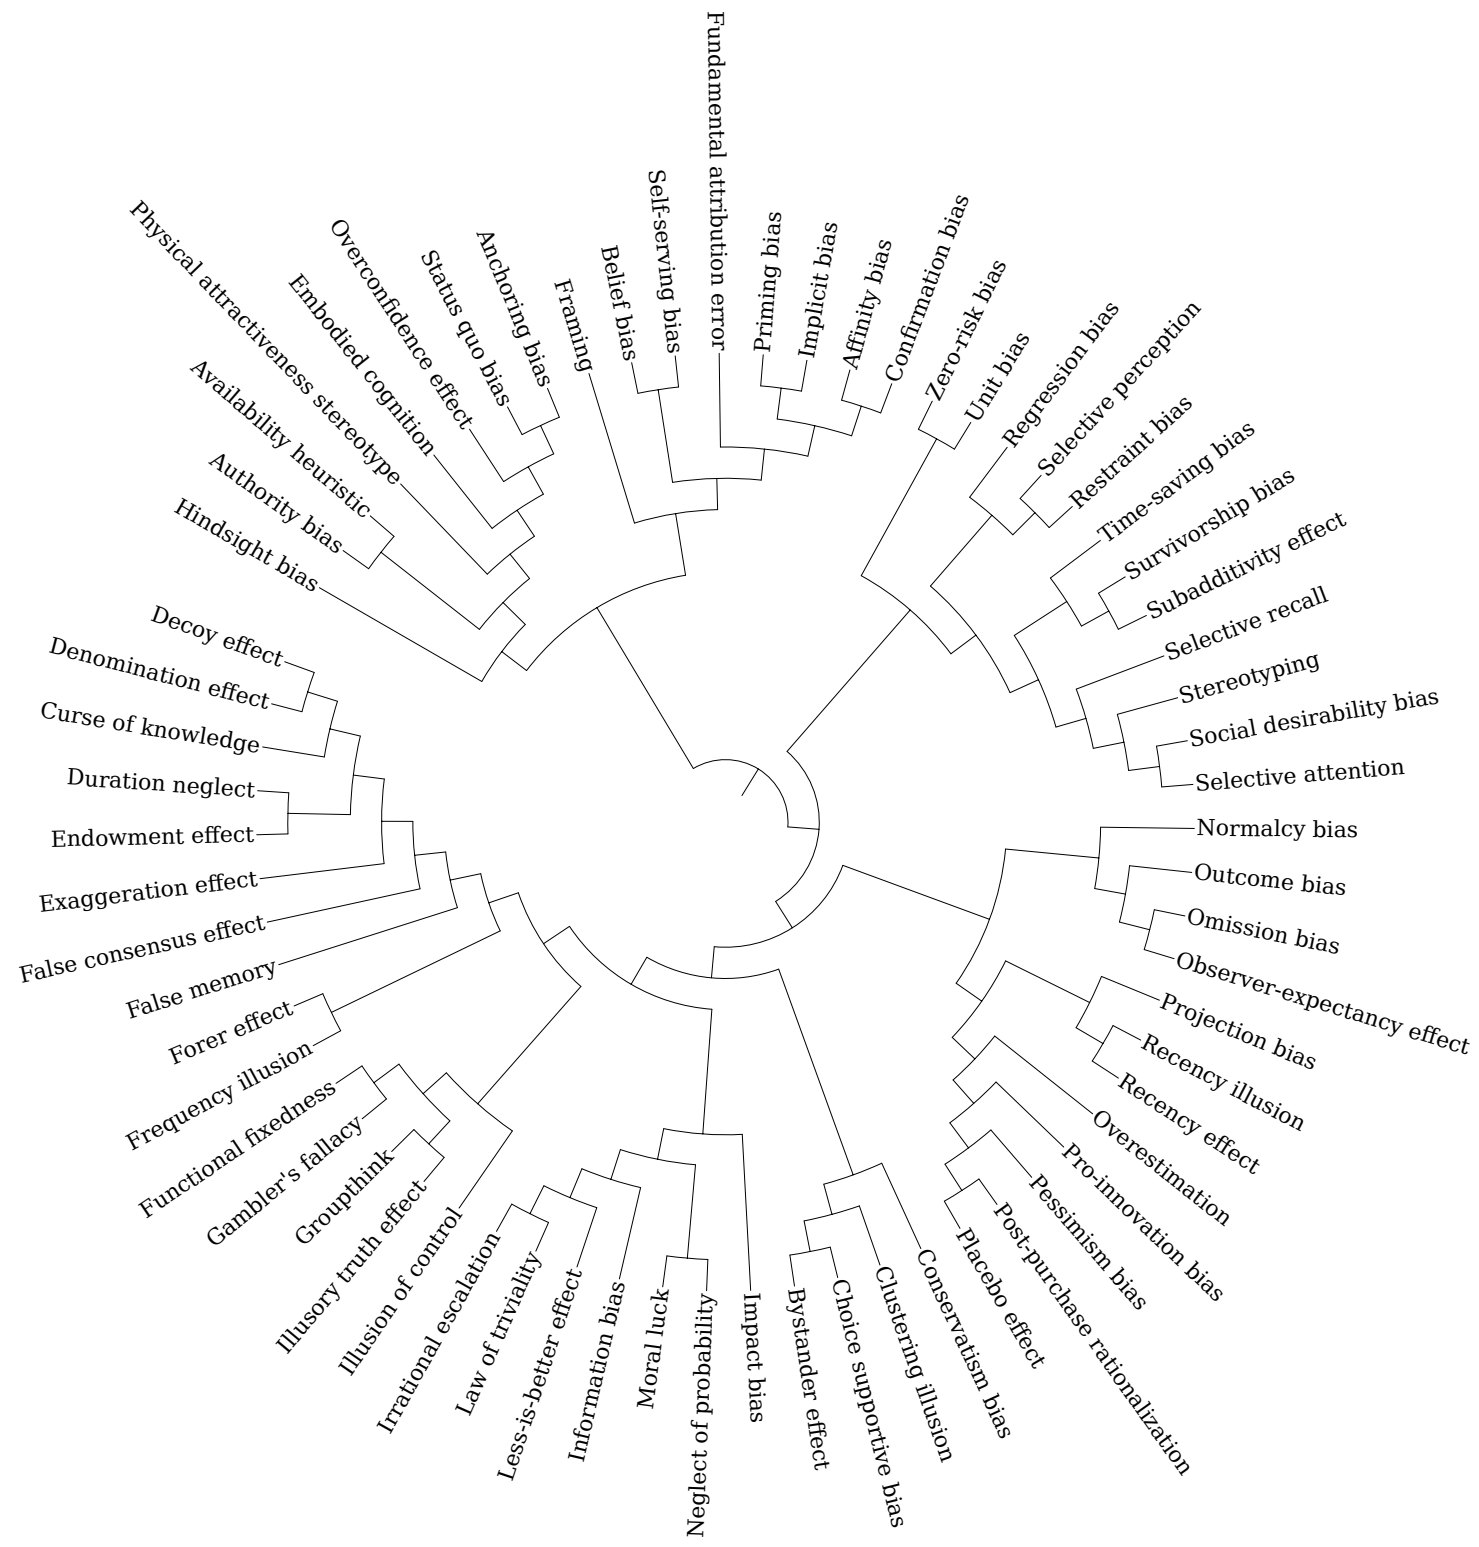 Fundamental attribution error
Priming bias
Implicit bias
Affinity bias
Confirmation bias
Zero-risk bias
Unit bias
Regression bias
Selective perception
Restraint bias
Time-saving bias
Survivorship bias
Subadditivity effect
Selective recall
Stereotyping
Social desirability bias
Selective attention
Normalcy bias
Outcome bias
Omission bias
Observer-expectancy effect
Projection bias
Recency illusion
Recency effect
Overestimation
Pro-innovation bias
Pessimism bias
Post-purchase rationalization
Placebo effect
Conservatism bias
Clustering illusion
Choice supportive bias
Bystander effect
Impact bias
Neglect of probability
Moral luck
Information bias
Less-is-better effect
Law of triviality
Irrational escalation
Illusion of control
Illusory truth effect
Groupthink
Gambler's fallacy
Functional fixedness
Frequency illusion
Forer effect
False memory
False consensus effect
Exaggeration effect
Endowment effect
Duration neglect
Curse of knowledge
Denomination effect
Decoy effect
Hindsight bias
Authority bias
Availability heuristic
Physical attractiveness stereotype
Embodied cognition
Overconfidence effect
Status quo bias
Anchoring bias
Framing
Belief bias
Self-serving bias